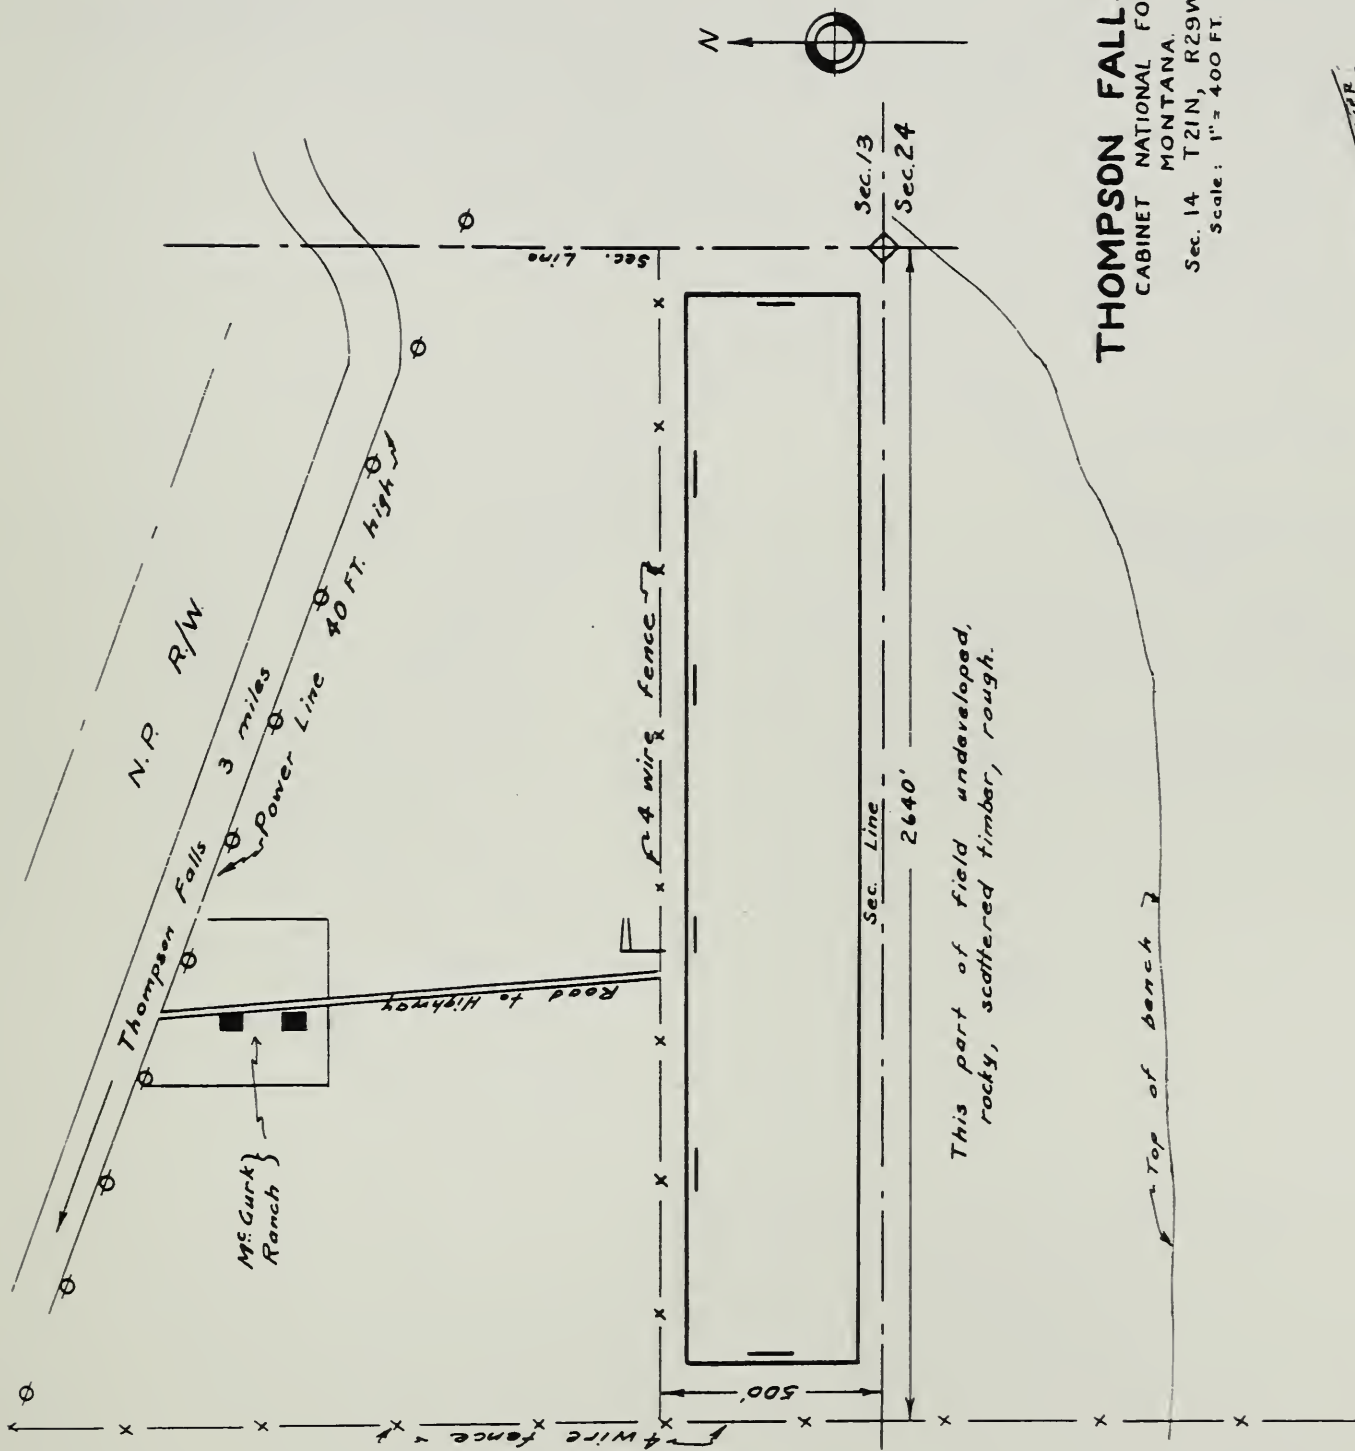 THOMPSON FALL
CABINET NATIONAL FO
MONTANA.
Sec. 14 T21N, R29W
Scale: 1" = 400 FT.
N
N.P. R/W.
Thompson Falls 3 miles
Power Line 40 FT. high
McGurk
Ranch
Road to Highway
4 wire fence
Sec. Line
Sec. 13
Sec. 24
Sec. Line
2640'
500'
4 wire fence
This part of field undeveloped,
rocky, scattered timber, rough.
Top of bench